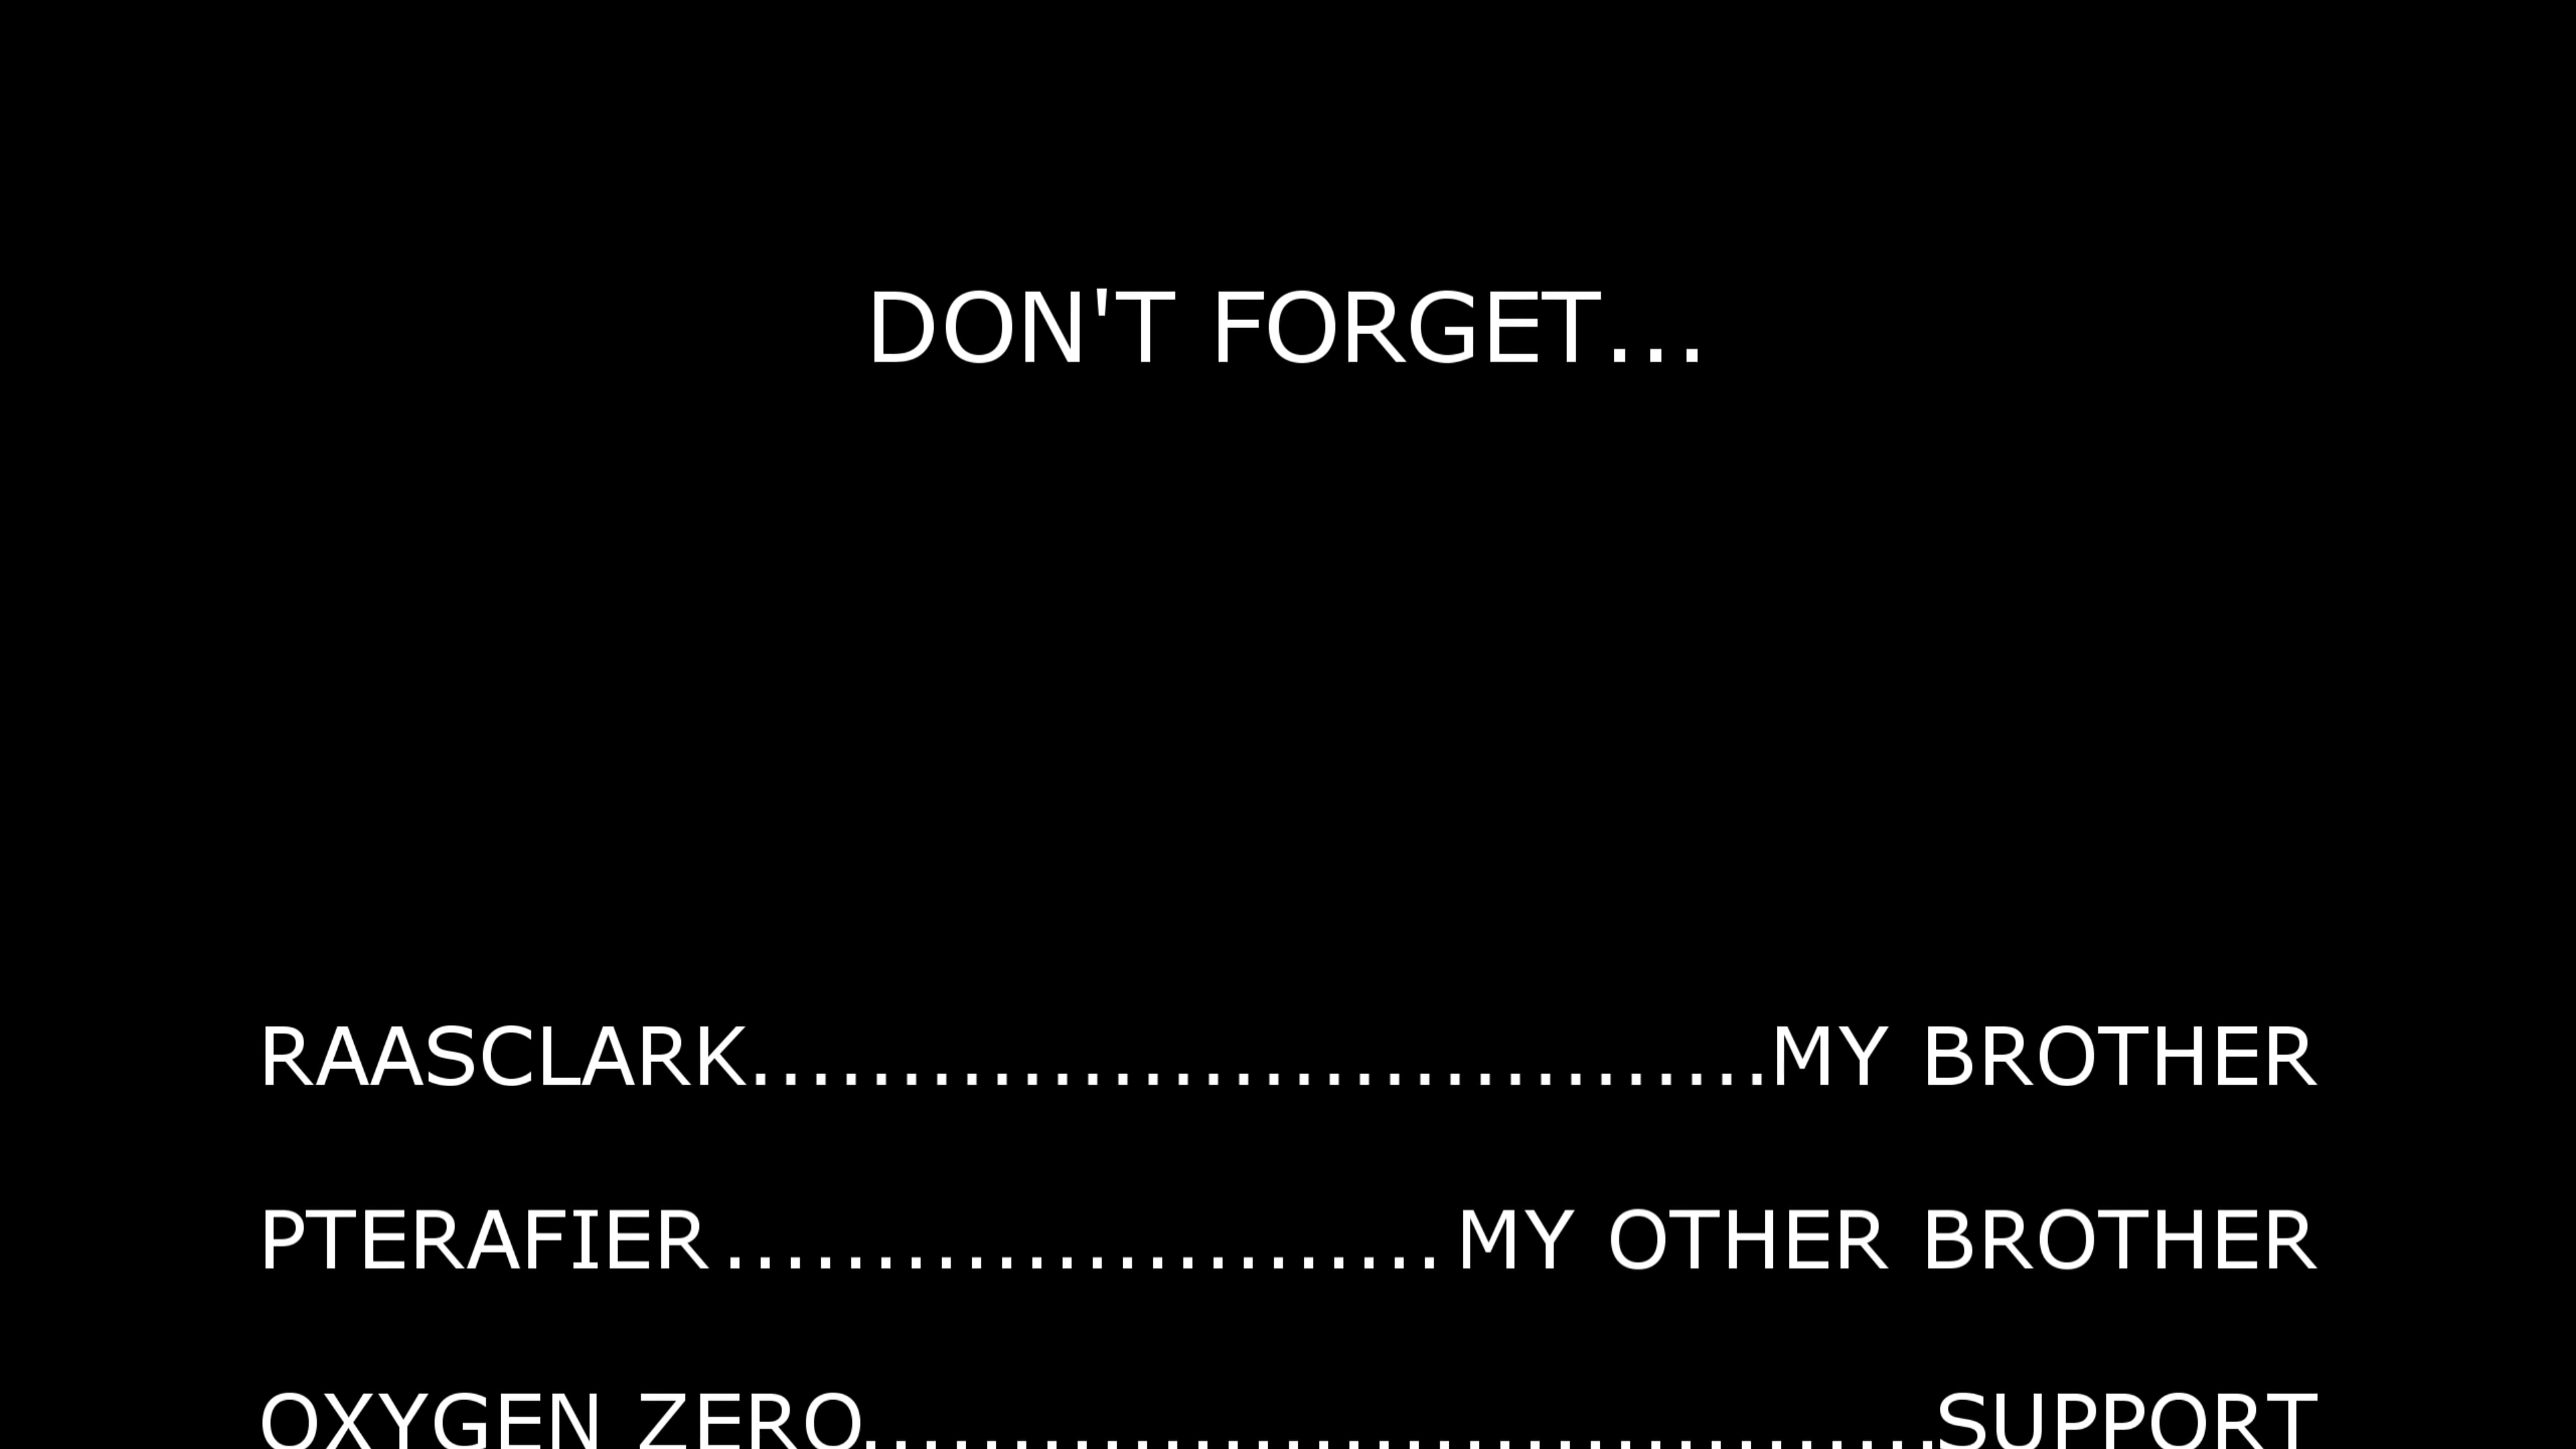 DON'T FORGET...
RAASCLARK..................................MY BROTHER
PTERAFIER ........................ MY OTHER BROTHER
OXYGEN ZERO....................................SUPPORT